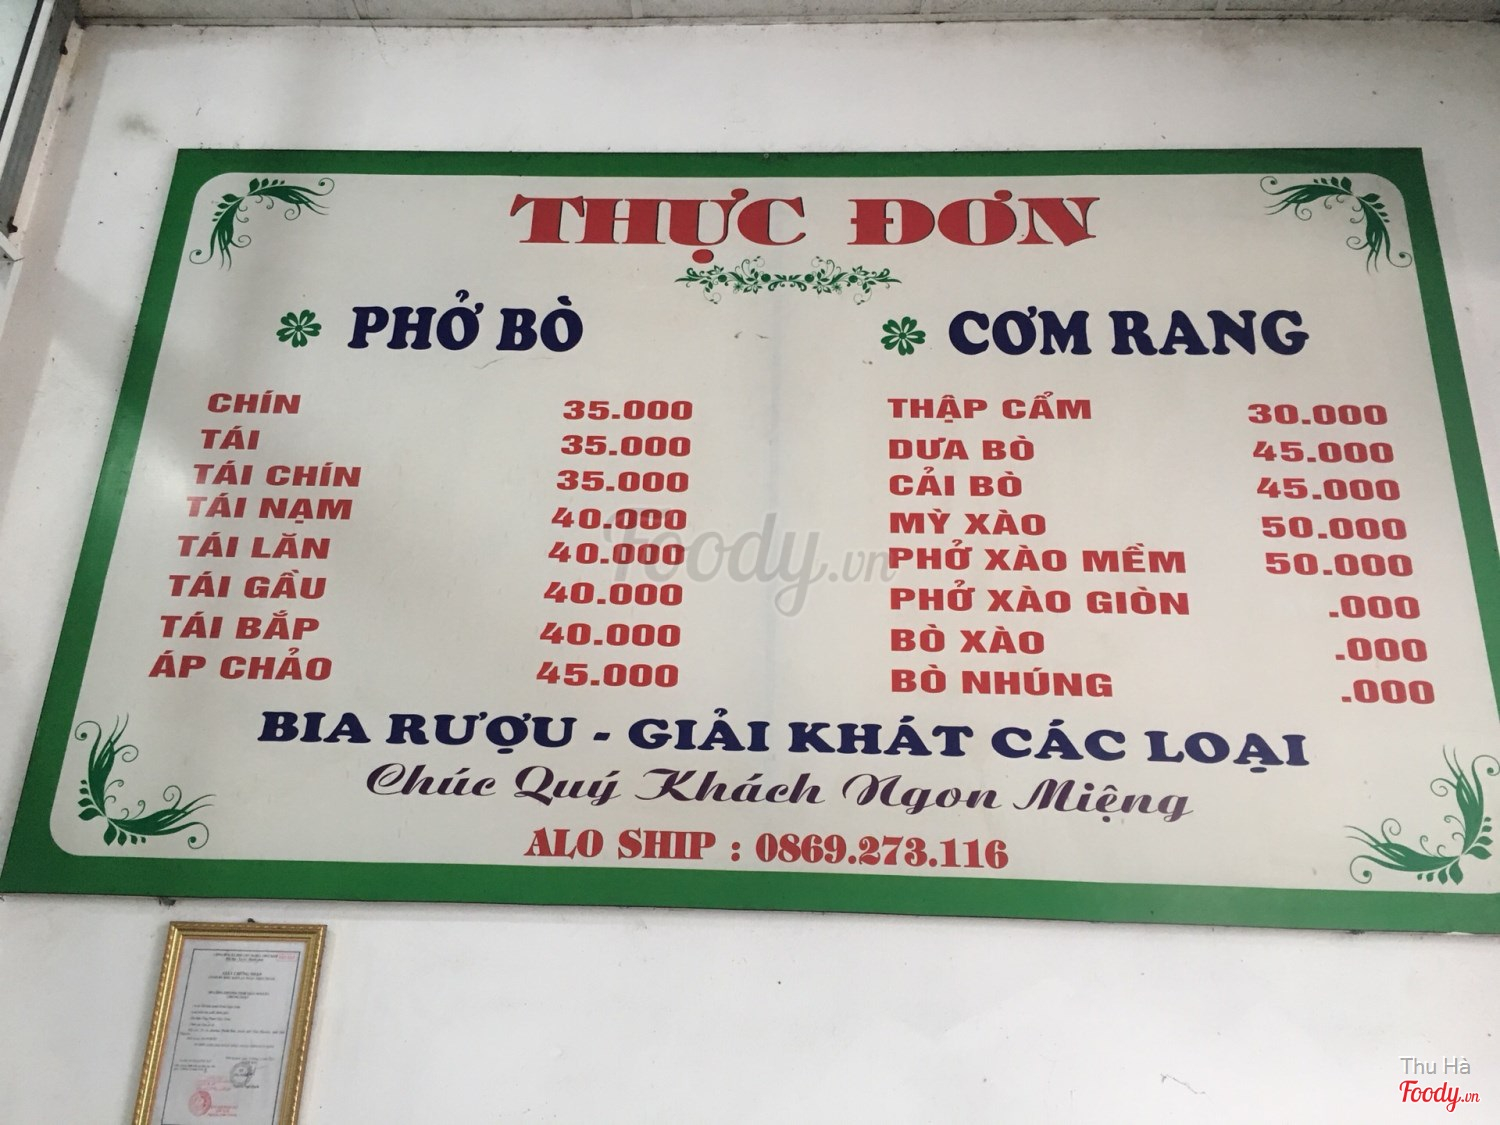 THỰC ĐƠN
PHỞ BÒ
CHÍN 35.000
TÁI 35.000
TÁI CHÍN 35.000
TÁI NẠM 40.000
TÁI LĂN 40.000
TÁI GẦU 40.000
TÁI BẮP 40.000
ÁP CHẢO 45.000
CƠM RANG
THẬP CẨM 30.000
DƯA BÒ 45.000
CẢI BÒ 45.000
MỲ XÀO 50.000
PHỞ XÀO MỀM 50.000
PHỞ XÀO GIÒN .000
BÒ XÀO .000
BÒ NHÚNG .000
BIA RƯỢU - GIẢI KHÁT CÁC LOẠI
Chúc Quý Khách Ngon Miệng
ALO SHIP : 0869.273.116
Foody.vn
Thu Hà
Foody.vn